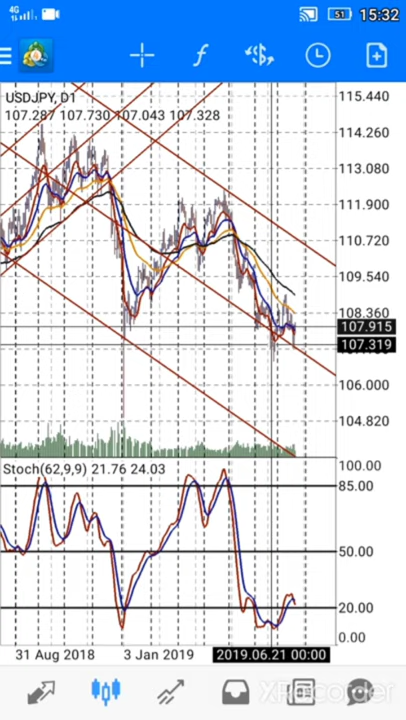 4G 51 15:32
USDJPY, D1
107.287 107.730 107.043 107.328
115.440
114.260
113.080
111.900
110.720
109.540
108.360
107.915
107.319
106.000
104.820
Stoch(62,9,9) 21.76 24.03
100.00
85.00
50.00
20.00
0.00
31 Aug 2018 3 Jan 2019 2019.06.21 00:00
XRecorder